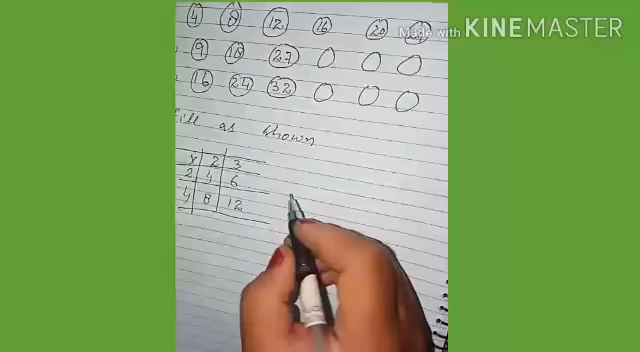 4 8 12 16 20 24
Made with KINEMASTER
9 18 27
16 24 32
Fill as shown
x 2 3
2 4 6
4 8 12